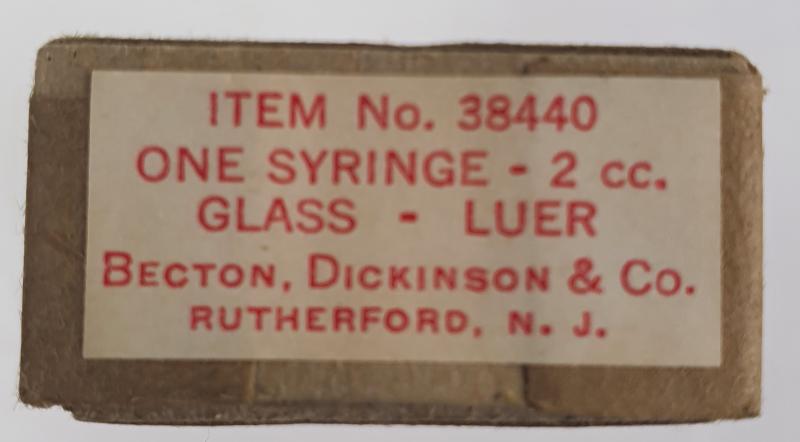 ITEM No. 38440
ONE SYRINGE - 2 cc.
GLASS - LUER
BECTON, DICKINSON & CO.
RUTHERFORD, N. J.